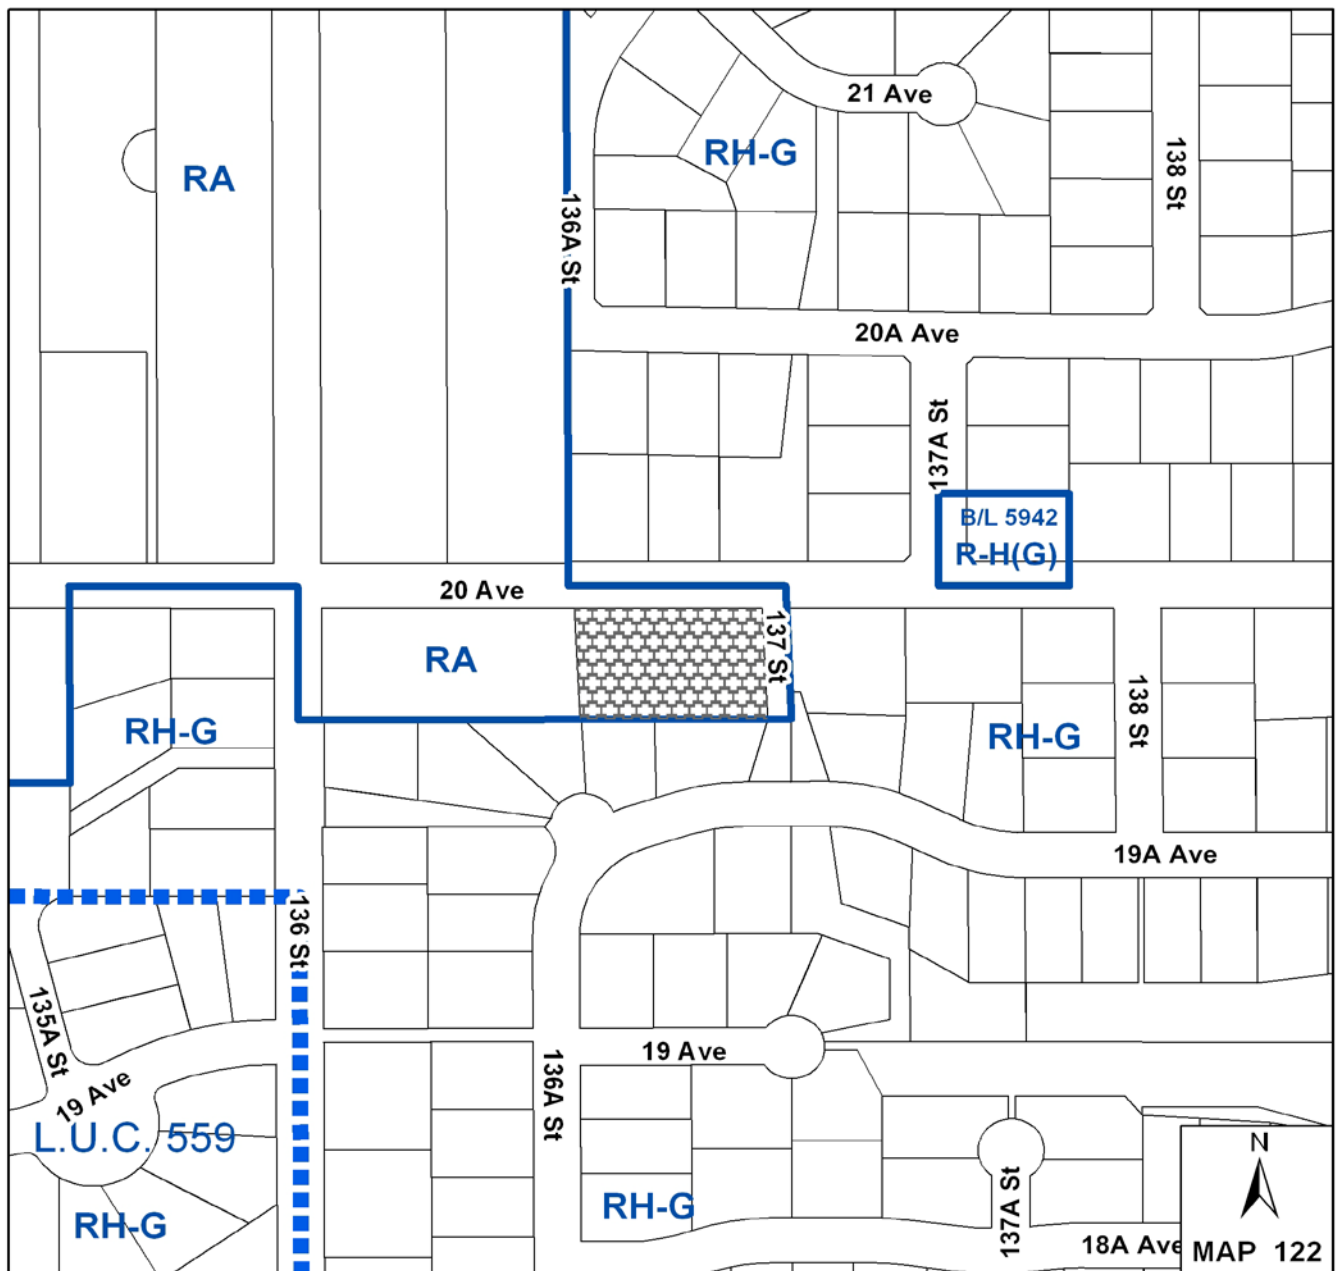 21 Ave
138 St
RH-G
RA
136A St
20A Ave
137A St
B/L 5942
R-H(G)
20 Ave
137 St
RA
RH-G
138 St
RH-G
19A Ave
136 St
135A St
19 Ave
19 Ave
136A St
L.U.C. 559
N
137A St
RH-G
RH-G
18A Ave
MAP 122